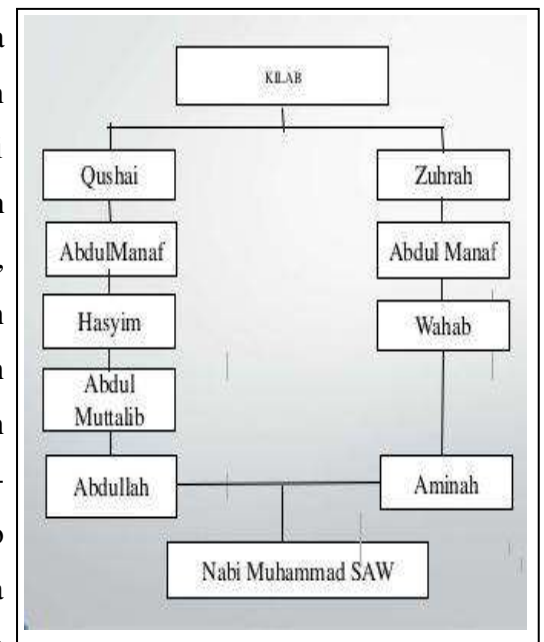 KILAB
Qushai
Zuhrah
AbdulManaf
Abdul Manaf
Hasyim
Wahab
Abdul
Muttalib
Abdullah
Aminah
Nabi Muhammad SAW